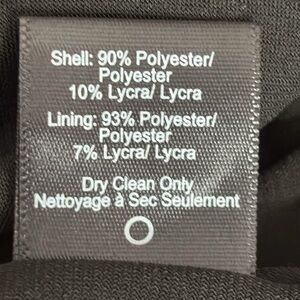 Shell: 90% Polyester/
Polyester
10% Lycra/ Lycra
Lining: 93% Polyester/
Polyester
7% Lycra/ Lycra
Dry Clean Only
Nettoyage à Sec Seulement